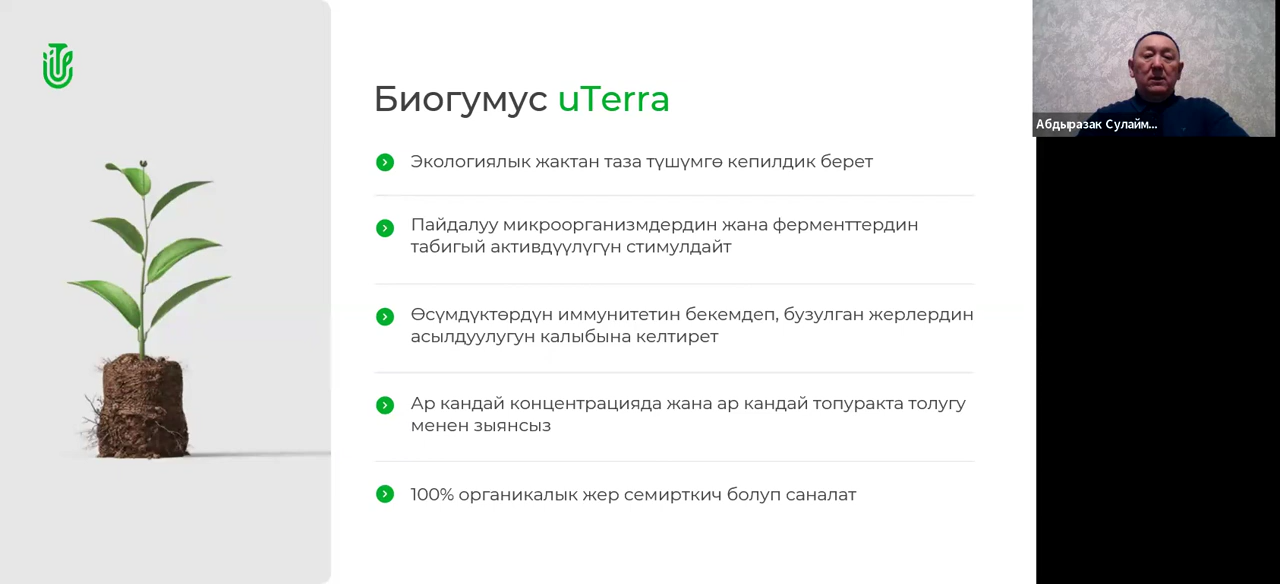 Биогумус uTerra
Экологиялык жактан таза түшүмгө кепилдик берет
Пайдалуу микроорганизмдердин жана ферменттердин
табигый активдүүлүгүн стимулдайт
Өсүмдүктөрдүн иммунитетин бекемдеп, бузулган жерлердин
асылдуулугун калыбына келтирет
Ар кандай концентрацияда жана ар кандай топуракта толугу
менен зыянсыз
100% органикалык жер семирткич болуп саналат
Абдыразак Сулайм...